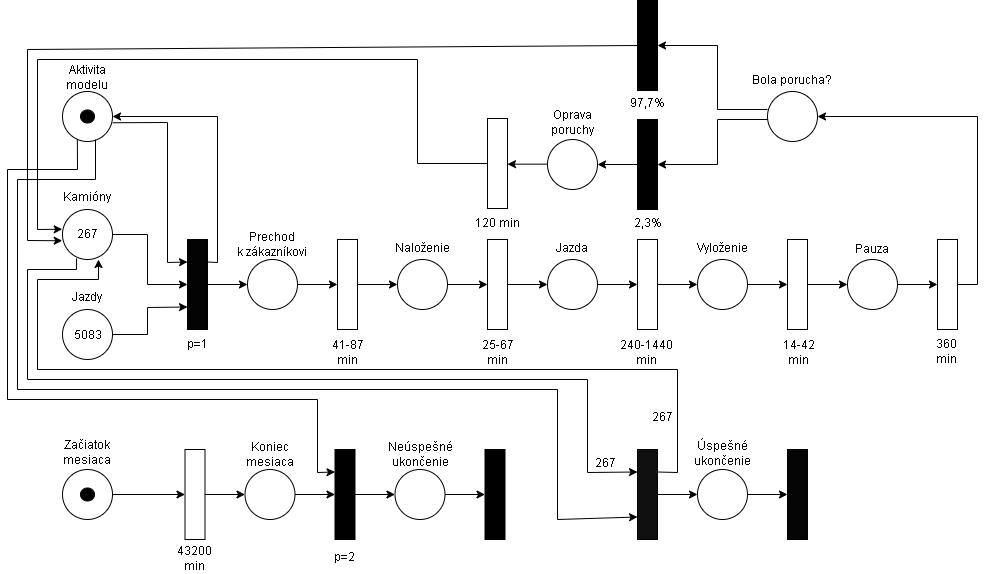 Aktivita
modelu
97,7%
Bola porucha?
Oprava
poruchy
120 min
2,3%
Kamióny
267
Prechod
k zákazníkovi
Naloženie
Jazda
Vyloženie
Pauza
Jazdy
5083
p=1
41-87
min
25-67
min
240-1440
min
14-42
min
360
min
267
Začiatok
mesiaca
Koniec
mesiaca
Neúspešné
ukončenie
267
Úspešné
ukončenie
43200
min
p=2